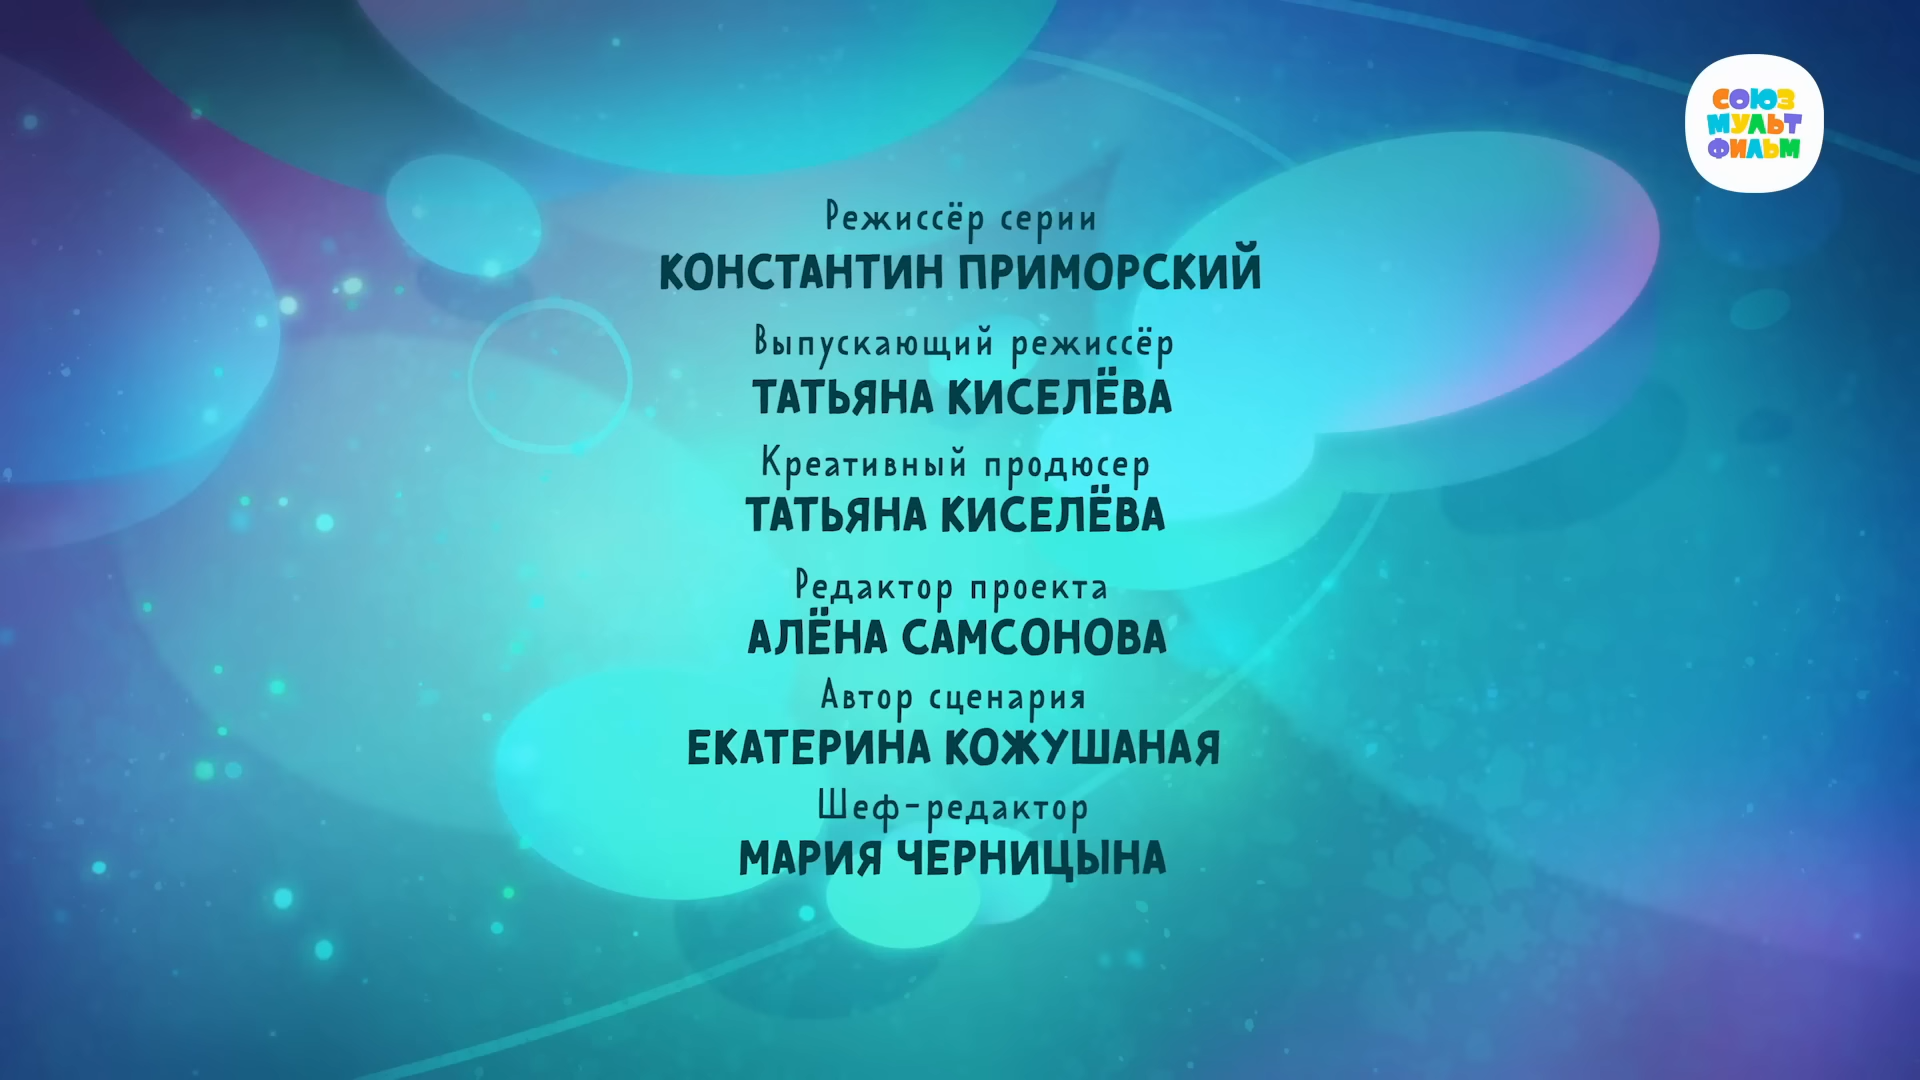 СОЮЗ
МУЛЬТ
ФИЛЬМ
Режиссёр серии
КОНСТАНТИН ПРИМОРСКИЙ
Выпускающий режиссёр
ТАТЬЯНА КИСЕЛЁВА
Креативный продюсер
ТАТЬЯНА КИСЕЛЁВА
Редактор проекта
АЛЁНА САМСОНОВА
Автор сценария
ЕКАТЕРИНА КОЖУШАНАЯ
Шеф-редактор
МАРИЯ ЧЕРНИЦЫНА